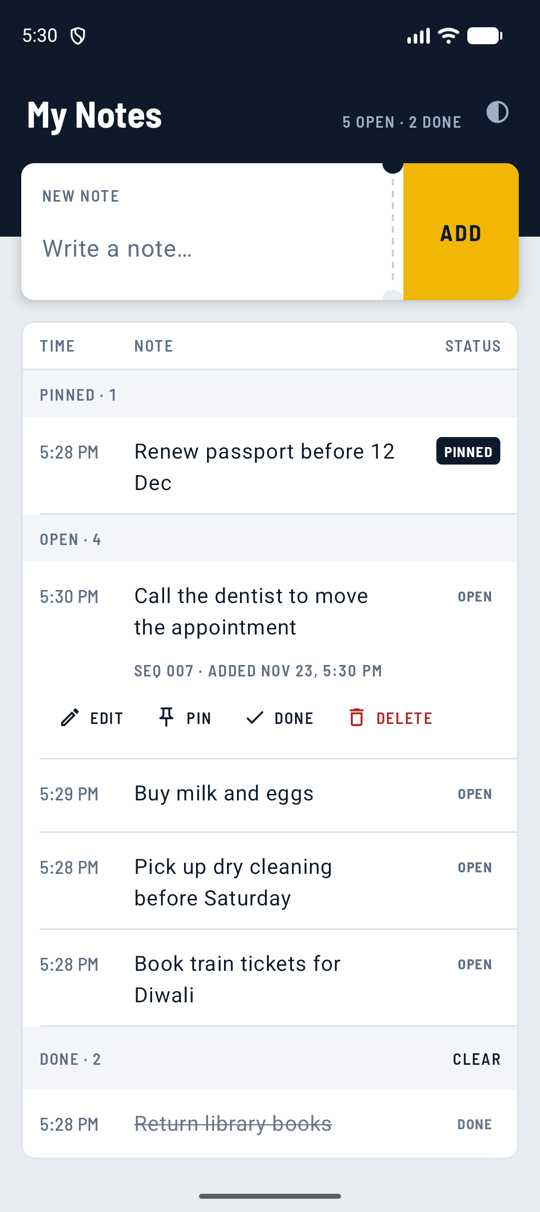 5:30
My Notes
5 OPEN · 2 DONE
NEW NOTE
Write a note…
ADD
TIME NOTE STATUS
PINNED · 1
5:28 PM Renew passport before 12 PINNED
Dec
OPEN · 4
5:30 PM Call the dentist to move OPEN
the appointment
SEQ 007 · ADDED NOV 23, 5:30 PM
EDIT PIN DONE DELETE
5:29 PM Buy milk and eggs OPEN
5:28 PM Pick up dry cleaning OPEN
before Saturday
5:28 PM Book train tickets for OPEN
Diwali
DONE · 2 CLEAR
5:28 PM Return library books DONE